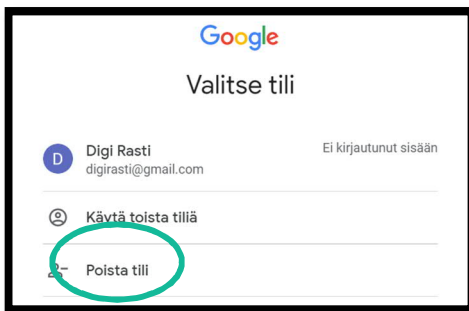 Google
Valitse tili
D
Digi Rasti
Ei kirjautunut sisään
digirasti@gmail.com
Käytä toista tiliä
Poista tili